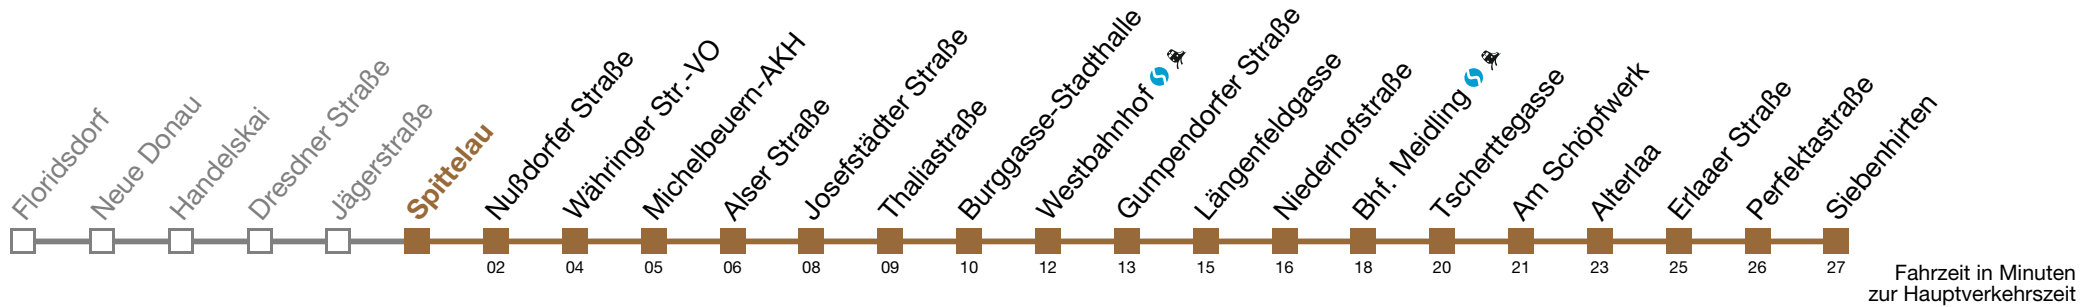 Floridsdorf
Neue Donau
Handelskai
Dresdner Straße
Jägerstraße
Spittelau
Nußdorfer Straße
Währinger Str.-VO
Michelbeuern-AKH
Alser Straße
Josefstädter Straße
Thaliastraße
Burggasse-Stadthalle
Westbahnhof
Gumpendorfer Straße
Längenfeldgasse
Niederhofstraße
Bhf. Meidling
Tscherttegasse
Am Schöpfwerk
Alterlaa
Erlaaer Straße
Perfektastraße
Siebenhirten
02 04 05 06 08 09 10 12 13 15 16 18 20 21 23 25 26 27
Fahrzeit in Minuten
zur Hauptverkehrszeit